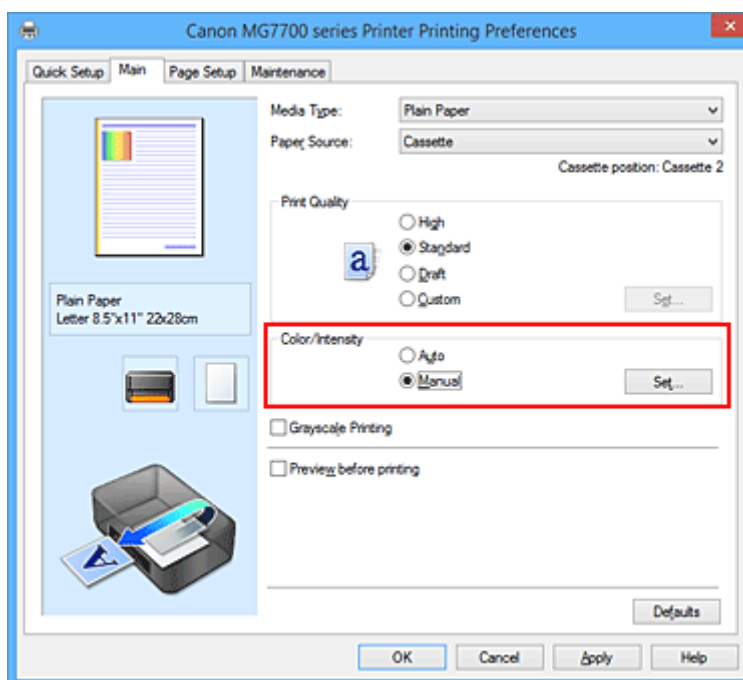 Canon MG7700 series Printer Printing Preferences
Quick Setup Main Page Setup Maintenance
Media Type: Plain Paper
Paper Source: Cassette
Cassette position: Cassette 2
Print Quality
High
a Standard
Draft
Custom Set...
Plain Paper
Letter 8.5"x11" 22x28cm
Color/Intensity
Auto
Manual Set...
Grayscale Printing
Preview before printing
A
Defaults
OK Cancel Apply Help